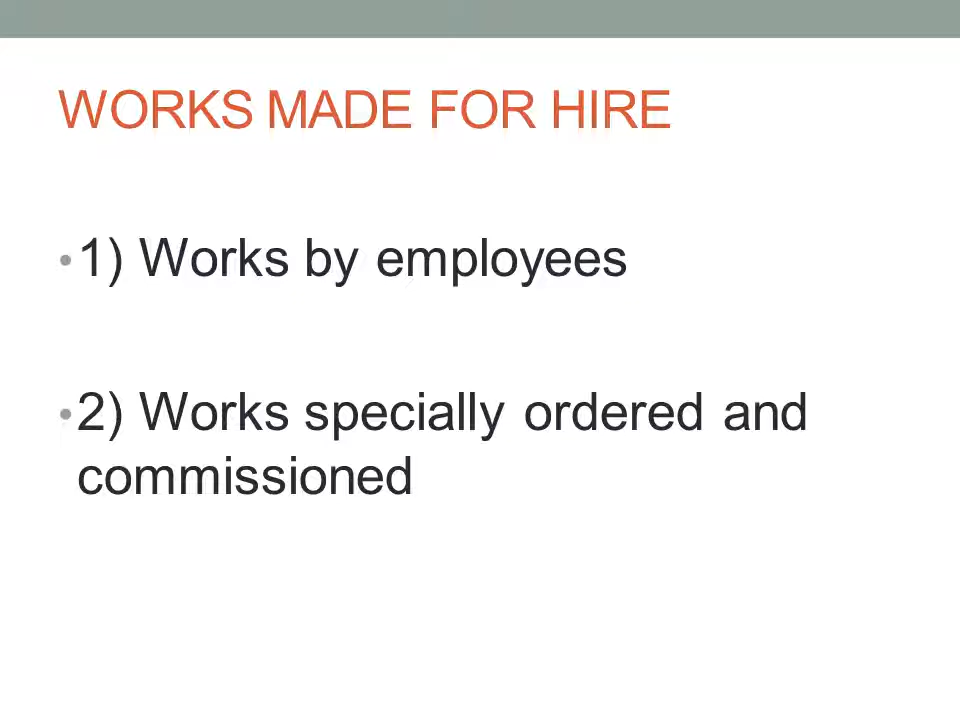 WORKS MADE FOR HIRE
•1) Works by employees
•2) Works specially ordered and
commissioned